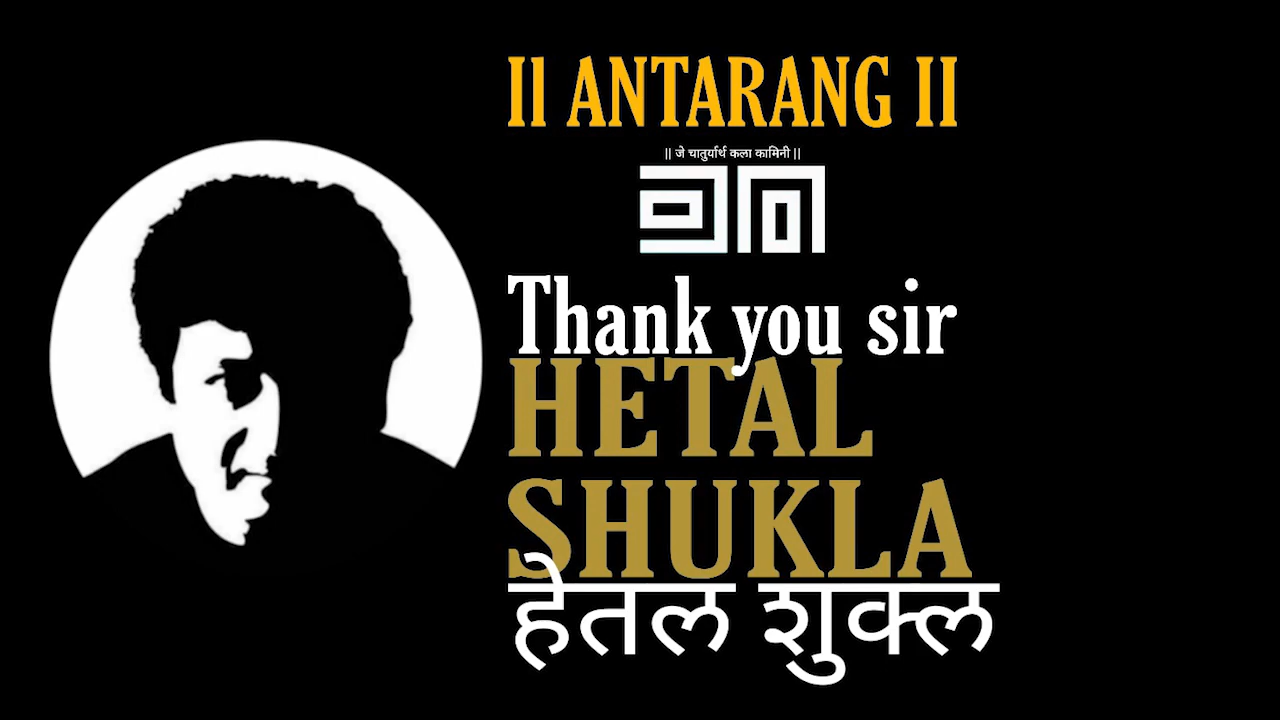 II ANTARANG II
|| जे चातुर्यार्थ कला कामिनी ||
Thank you sir
HETAL
SHUKLA
हेतल शुक्ल